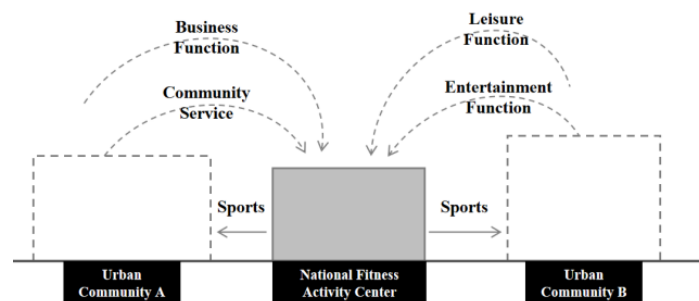 Business
Function
Leisure
Function
Community
Service
Entertainment
Function
Sports
Sports
Urban
Community A
National Fitness
Activity Center
Urban
Community B